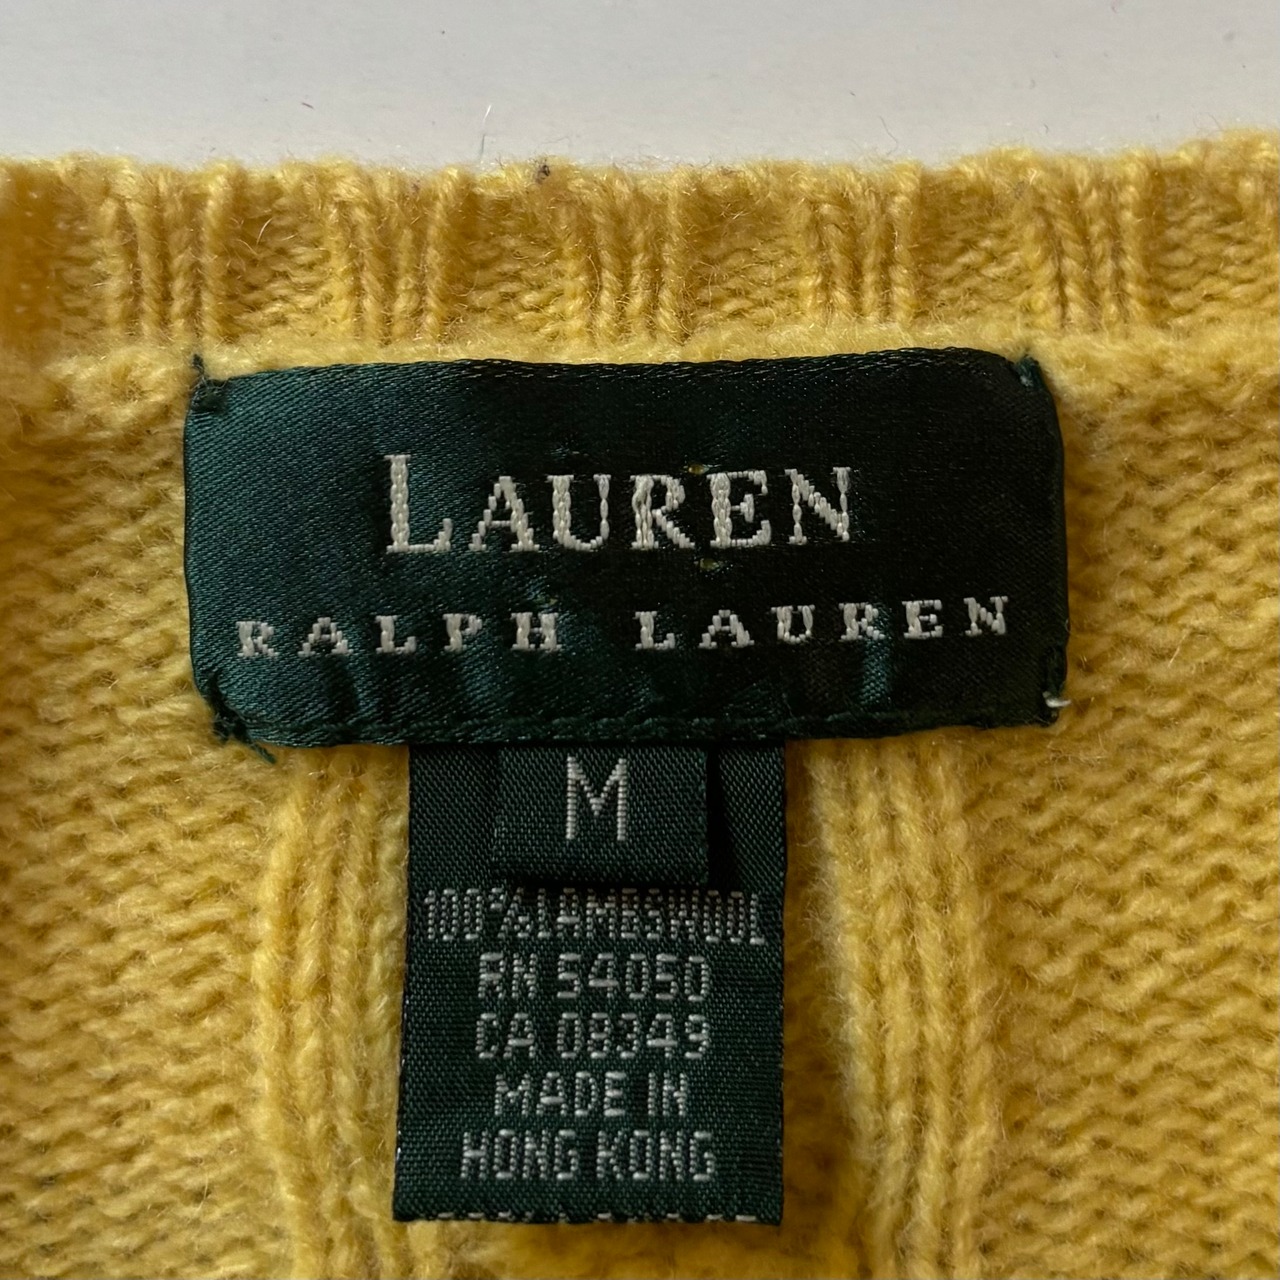 LAUREN
RALPH LAUREN
M
100%LAMBSWOOL
RN 54050
CA 08349
MADE IN
HONG KONG